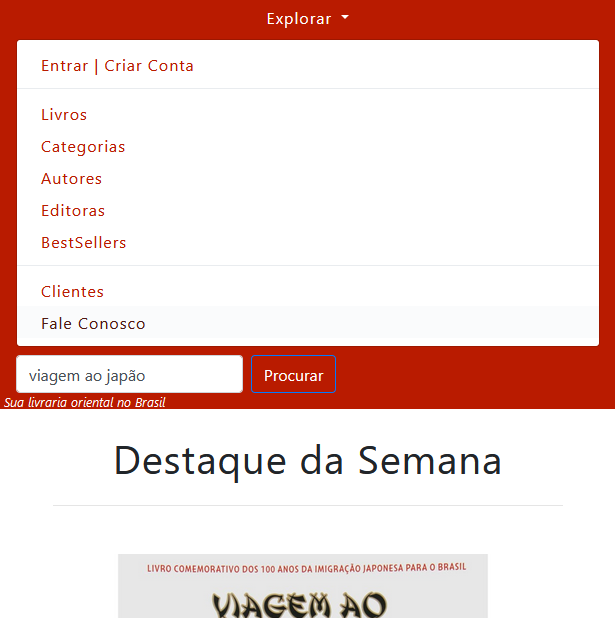 Explorar
Entrar | Criar Conta
Livros
Categorias
Autores
Editoras
BestSellers
Clientes
Fale Conosco
viagem ao japão
Procurar
Sua livraria oriental no Brasil
Destaque da Semana
LIVRO COMEMORATIVO DOS 100 ANOS DA IMIGRAÇÃO JAPONESA PARA O BRASIL
VIAGEM AO